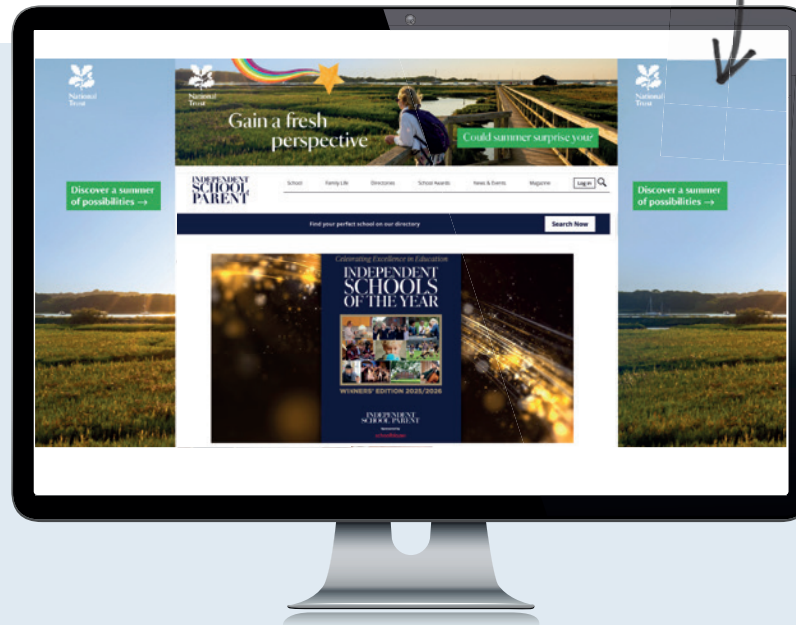 National
Trust
Discover a summer
of possibilities →
National
Trust
Gain a fresh
perspective
Could summer surprise you?
National
Trust
Discover a summer
of possibilities →
INDEPENDENT
SCHOOL
PARENT
School Family Life Directories School Awards News & Events Magazine Log in
Find your perfect school on our directory Search Now
Celebrating Excellence in Education
INDEPENDENT
SCHOOLS
OF THE YEAR
WINNERS' EDITION 2025/2026
INDEPENDENT
SCHOOL PARENT
Sponsored by